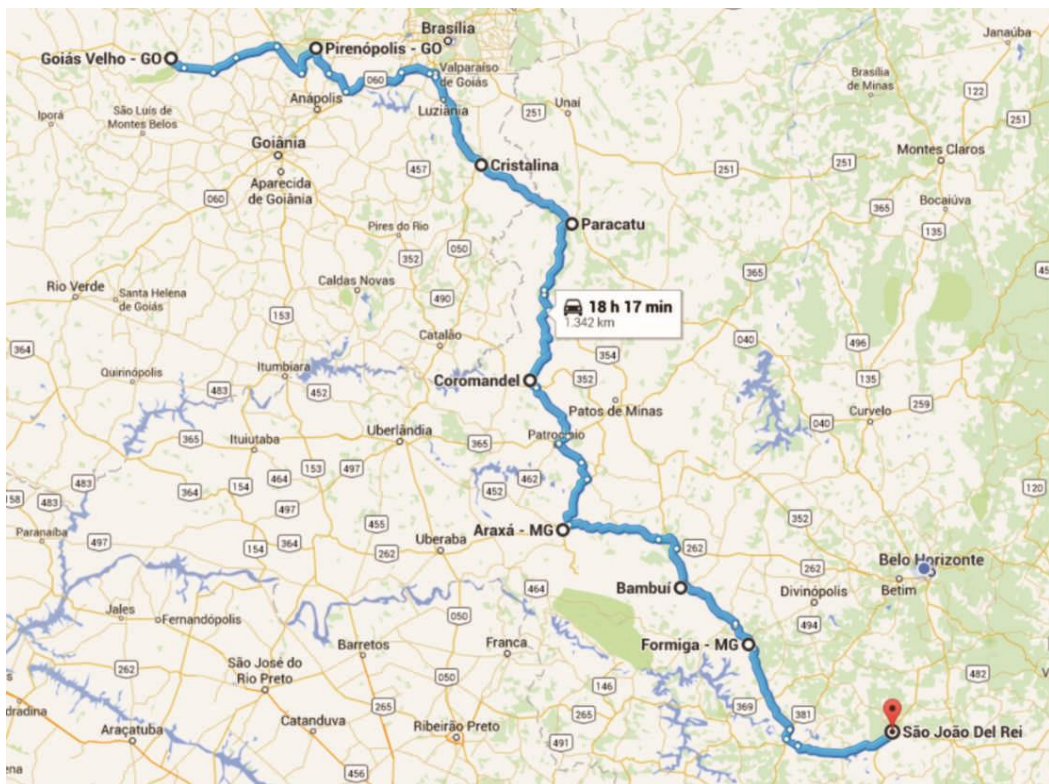 Brasília
Janaúba
Goiás Velho - GO
Pirenópolis - GO
Valparaíso
de Goiás
Brasília
de Minas
060
122
Anápolis
Luziânia
Iporá
São Luís de
Montes Belos
251
Unaí
251
Goiânia
Montes Claros
457
Cristalina
251
251
Aparecida
de Goiânia
060
365
Bocaiúva
Pires do Rio
Paracatu
135
352
050
365
Caldas Novas
Rio Verde
Santa Helena
de Goiás
490
18 h 17 min
1.342 km
153
Catalão
040
496
364
354
Quirinópolis
Itumbiara
Coromandel
352
135
483
452
Patos de Minas
259
Curvelo
040
365
Ituiutaba
Uberlândia
365
Patrocínio
153
497
464
462
483
154
364
452
120
158
483
497
352
455
Araxá - MG
Paranaíba
497
154
364
262
Uberaba
262
262
Belo Horizonte
Bambuí
Divinópolis
Betim
464
Jales
Fernandópolis
050
494
Barretos
Franca
Formiga - MG
262
São José do
Rio Preto
050
146
482
265
369
381
Catanduva
265
São João Del Rei
Araçatuba
Ribeirão Preto
491
456